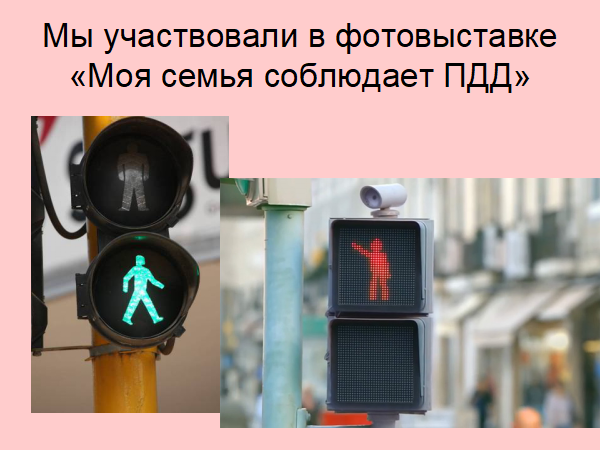 Мы участвовали в фотовыставке
«Моя семья соблюдает ПДД»